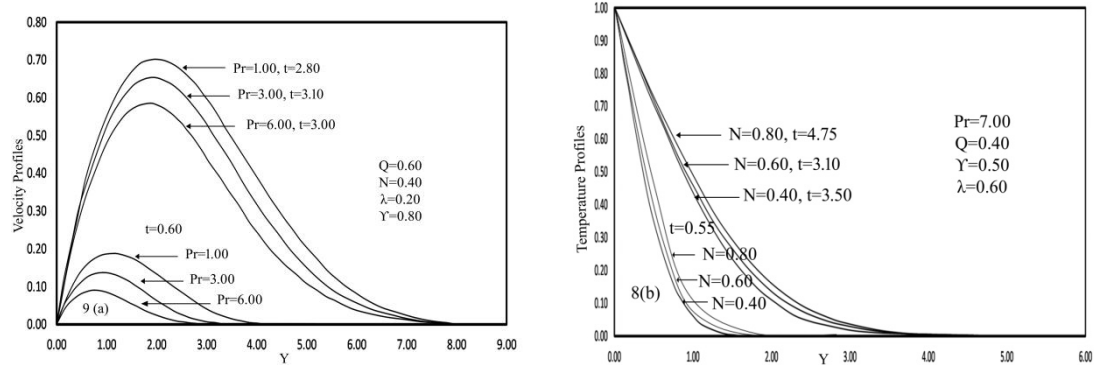 0.80
0.70
0.60
0.50
0.40
0.30
0.20
0.10
0.00
Velocity Profiles
Pr=1.00, t=2.80
Pr=3.00, t=3.10
Pr=6.00, t=3.00
Q=0.60
N=0.40
λ=0.20
ϒ=0.80
t=0.60
Pr=1.00
Pr=3.00
Pr=6.00
9 (a)
0.00 1.00 2.00 3.00 4.00 5.00 6.00 7.00 8.00 9.00
Y
1.00
0.90
0.80
0.70
0.60
0.50
0.40
0.30
0.20
0.10
0.00
Temperature Profiles
N=0.80, t=4.75
N=0.60, t=3.10
N=0.40, t=3.50
Pr=7.00
Q=0.40
ϒ=0.50
λ=0.60
t=0.55
N=0.80
N=0.60
N=0.40
8(b)
0.00 1.00 2.00 3.00 4.00 5.00 6.00
Y